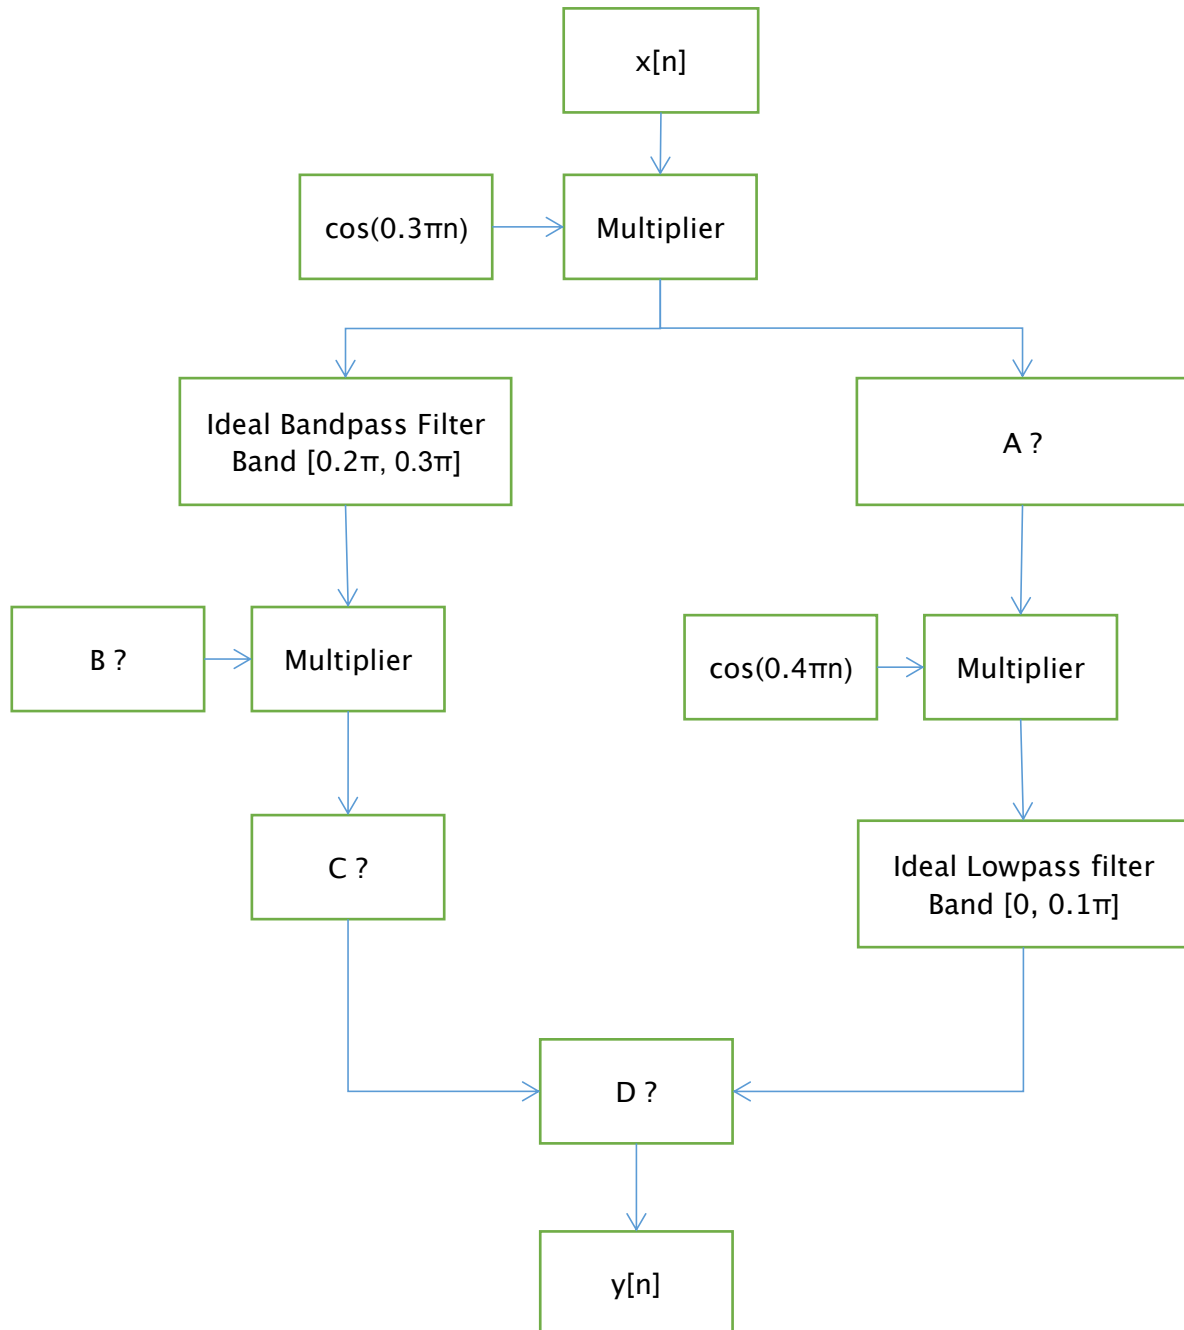 x[n]
cos(0.3πn)
Multiplier
Ideal Bandpass Filter
Band [0.2π, 0.3π]
A ?
B ?
Multiplier
cos(0.4πn)
Multiplier
C ?
Ideal Lowpass filter
Band [0, 0.1π]
D ?
y[n]